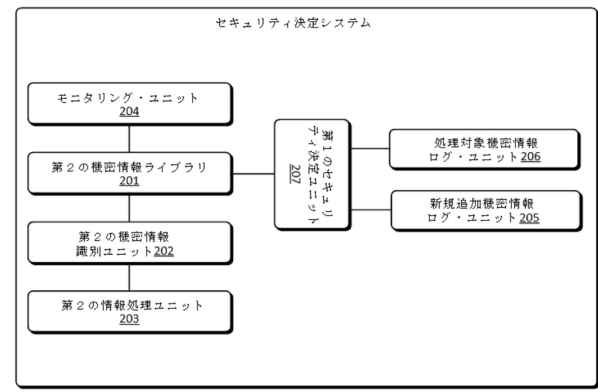 セキュリティ決定システム
モニタリング・ユニット
204
第2の機密情報ライブラリ
201
第2の機密情報
識別ユニット202
第2の情報処理ユニット
203
第1のセキュリ
ティ決定ユニット
207
処理対象機密情報
ログ・ユニット206
新規追加機密情報
ログ・ユニット205